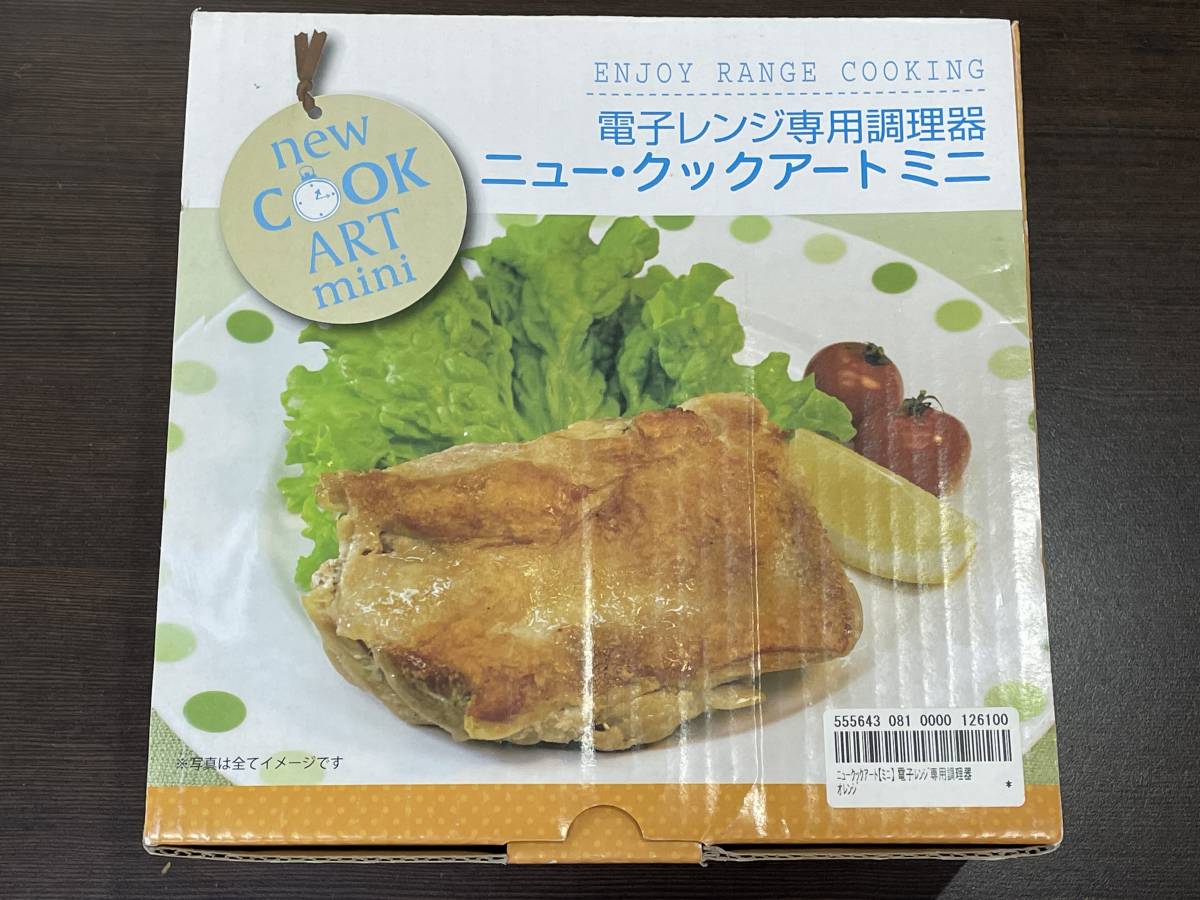 new
COOK
ART
mini
ENJOY RANGE COOKING
電子レンジ専用調理器
ニュー・クックアート ミニ
※写真は全てイメージです
555643 081 0000 126100
ニュークックアート【ミニ】電子レンジ専用調理器
オレンジ *